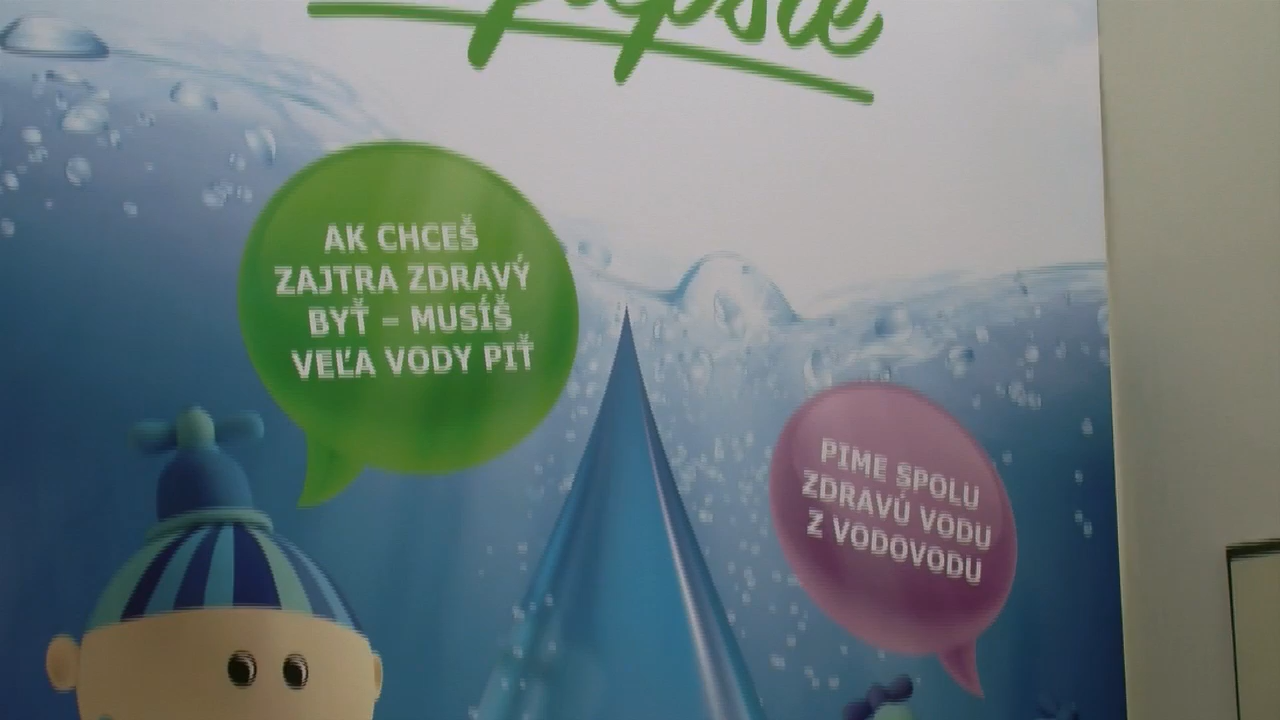 AK CHCEŠ
ZAJTRA ZDRAVÝ
BYŤ – MUSÍŠ
VEĽA VODY PIŤ
PIME SPOLU
ZDRAVÚ VODU
Z VODOVODU